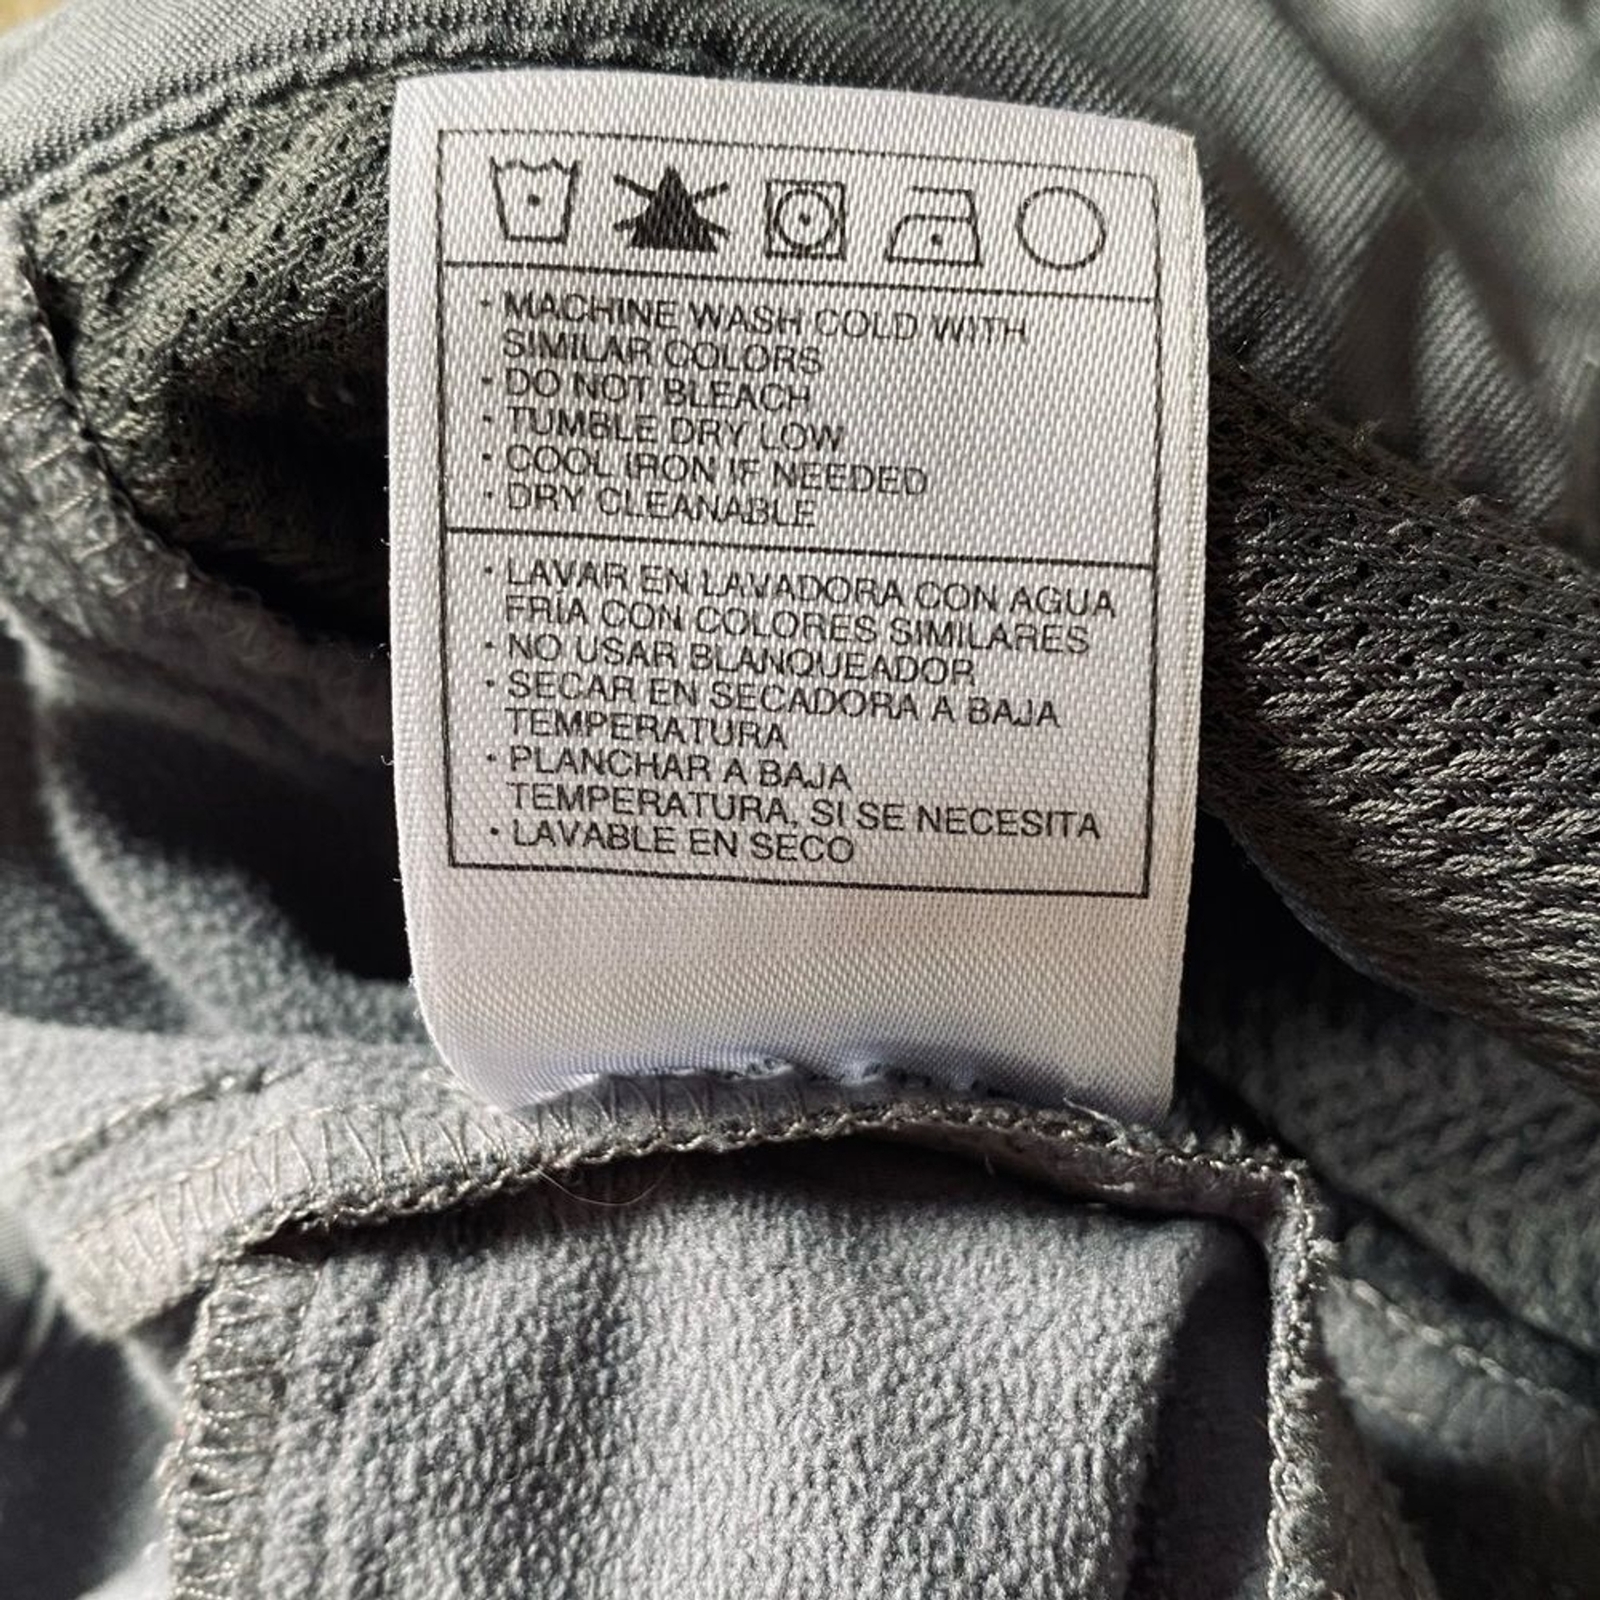 • MACHINE WASH COLD WITH
SIMILAR COLORS
• DO NOT BLEACH
• TUMBLE DRY LOW
• COOL IRON IF NEEDED
• DRY CLEANABLE
• LAVAR EN LAVADORA CON AGUA
FRIA CON COLORES SIMILARES
• NO USAR BLANQUEADOR
• SECAR EN SECADORA A BAJA
TEMPERATURA
• PLANCHAR A BAJA
TEMPERATURA, SI SE NECESITA
• LAVABLE EN SECO